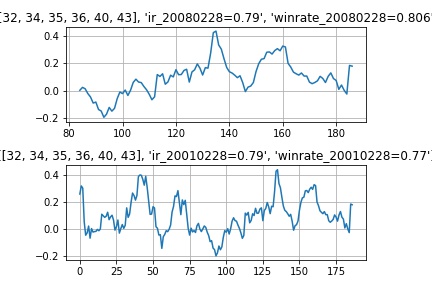 [32, 34, 35, 36, 40, 43], 'ir_20080228=0.79', 'winrate_20080228=0.806'
0.4
0.2
0.0
−0.2
80 100 120 140 160 180
[[32, 34, 35, 36, 40, 43], 'ir_20010228=0.79', 'winrate_20010228=0.77']
0.4
0.2
0.0
−0.2
0 25 50 75 100 125 150 175